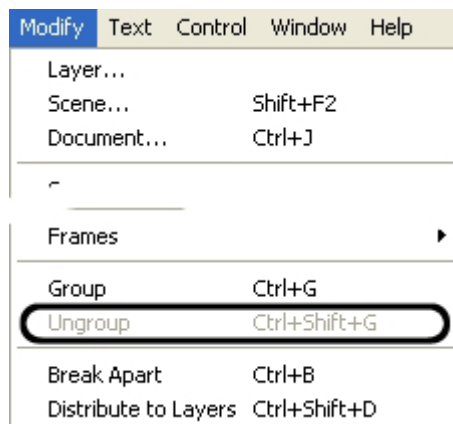 Modify Text Control Window Help
Layer...
Scene... Shift+F2
Document... Ctrl+J
Frames
Group Ctrl+G
Ungroup Ctrl+Shift+G
Break Apart Ctrl+B
Distribute to Layers Ctrl+Shift+D